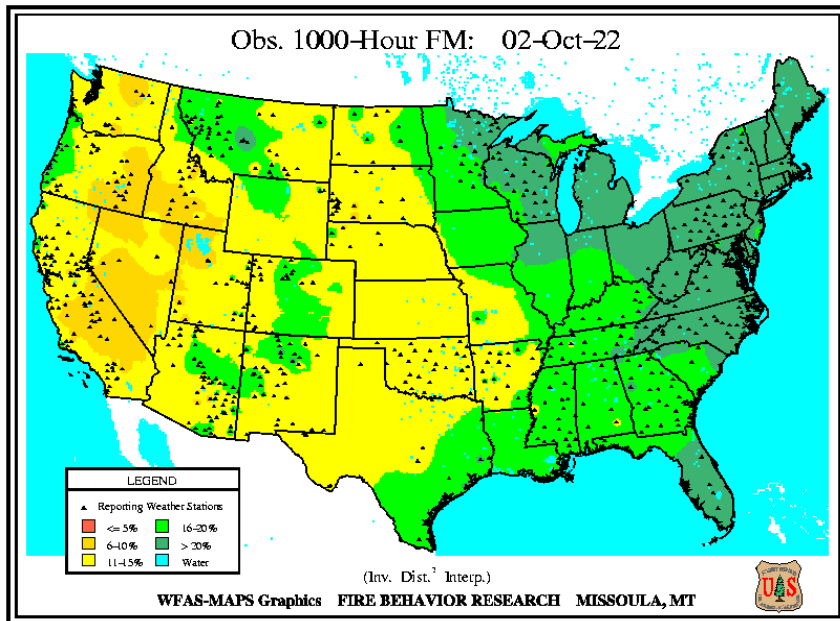 Obs. 1000-Hour FM: 02-Oct-22
LEGEND
Reporting Weather Stations
<= 5%
16-20%
6-10%
> 20%
11-15%
Water
(Inv. Dist.² Interp.)
WFAS-MAPS Graphics FIRE BEHAVIOR RESEARCH MISSOULA, MT
U S